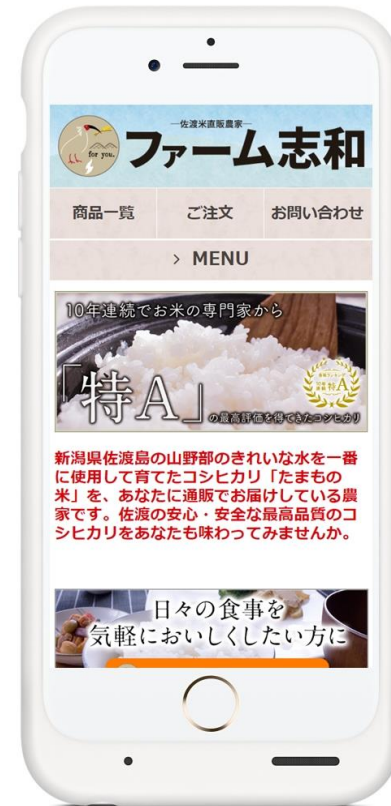 ―佐渡米直販農家―
for you.
ファーム志和
商品一覧 ご注文 お問い合わせ
> MENU
10年連続でお米の専門家から
「特A」の最高評価を得てきたコシヒカリ
特A
新潟県佐渡島の山野部のきれいな水を一番
に使用して育てたコシヒカリ「たまもの
米」を、あなたに通販でお届けしている農
家です。佐渡の安心・安全な最高品質のコ
シヒカリをあなたも味わってみませんか。
日々の食事を
気軽においしくしたい方に